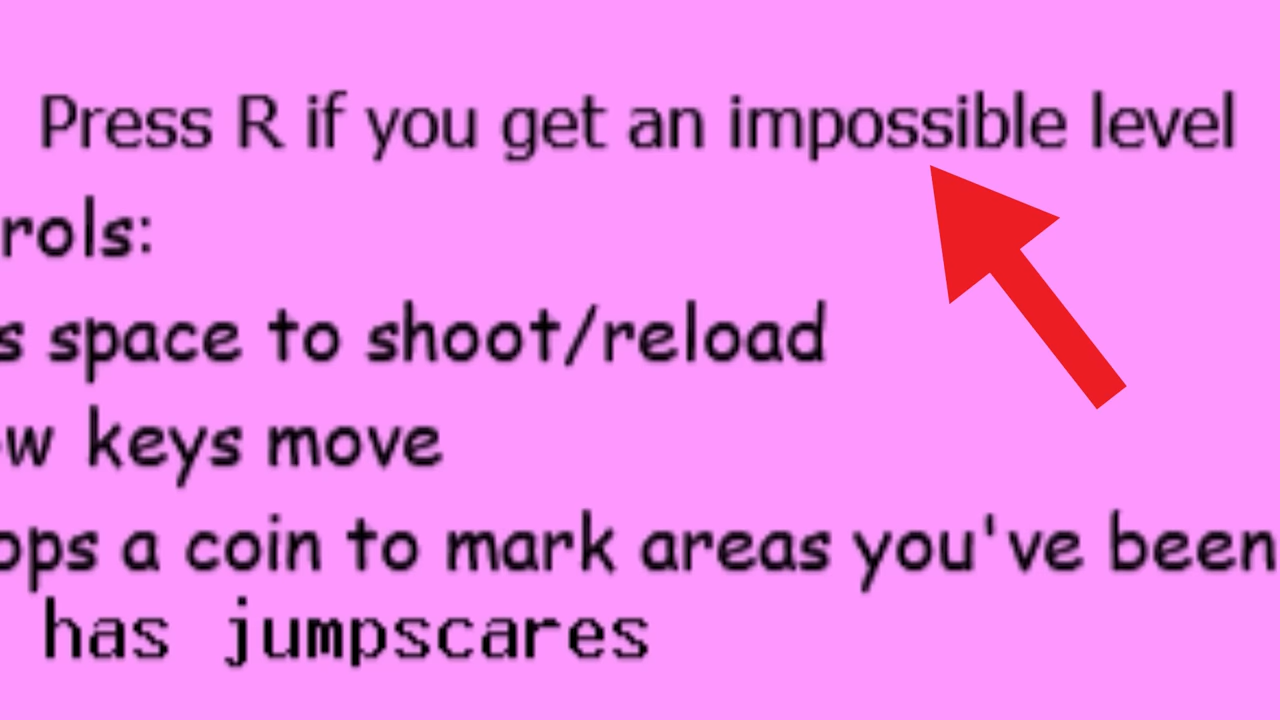 Press R if you get an impossible level
rols:
s space to shoot/reload
w keys move
ops a coin to mark areas you've been
has jumpscares